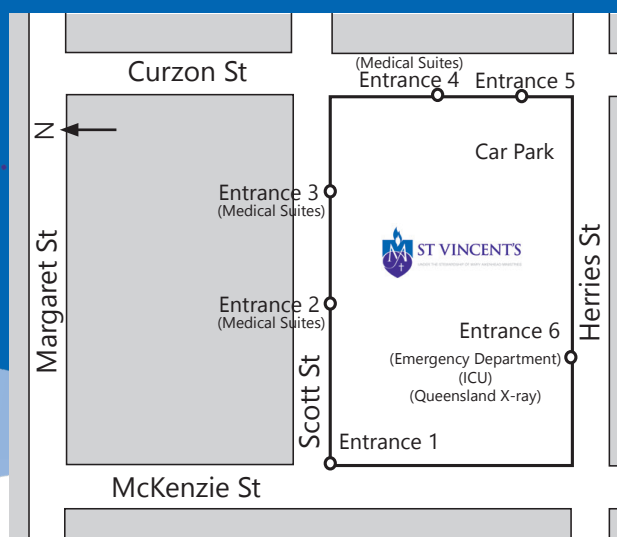 (Medical Suites)
Curzon St
Entrance 4
Entrance 5
N
Car Park
Entrance 3
(Medical Suites)
ST VINCENT'S
Margaret St
Herries St
Entrance 2
(Medical Suites)
Entrance 6
(Emergency Department)
(ICU)
(Queensland X-ray)
Scott St
Entrance 1
McKenzie St